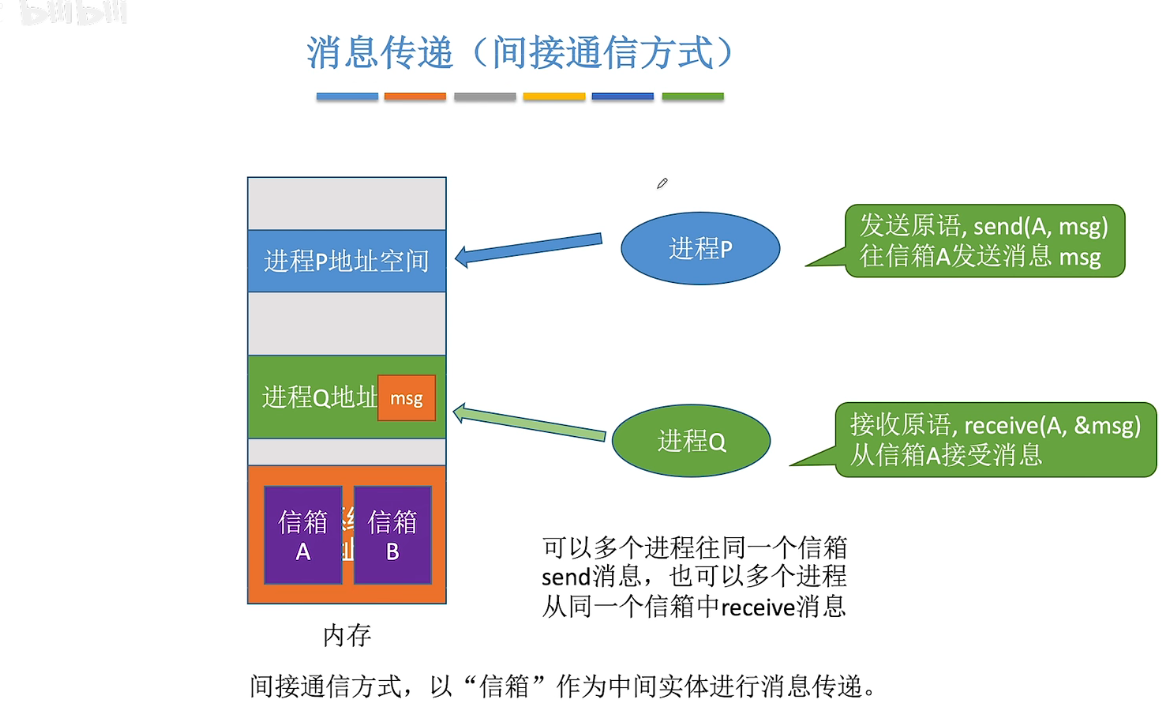 bilibili
消息传递（间接通信方式）
进程P地址空间
进程P
发送原语, send(A, msg)
往信箱A发送消息 msg
进程Q地址
msg
进程Q
接收原语, receive(A, &msg)
从信箱A接受消息
信箱
A
信箱
B
可以多个进程往同一个信箱
send消息，也可以多个进程
从同一个信箱中receive消息
内存
间接通信方式，以“信箱”作为中间实体进行消息传递。